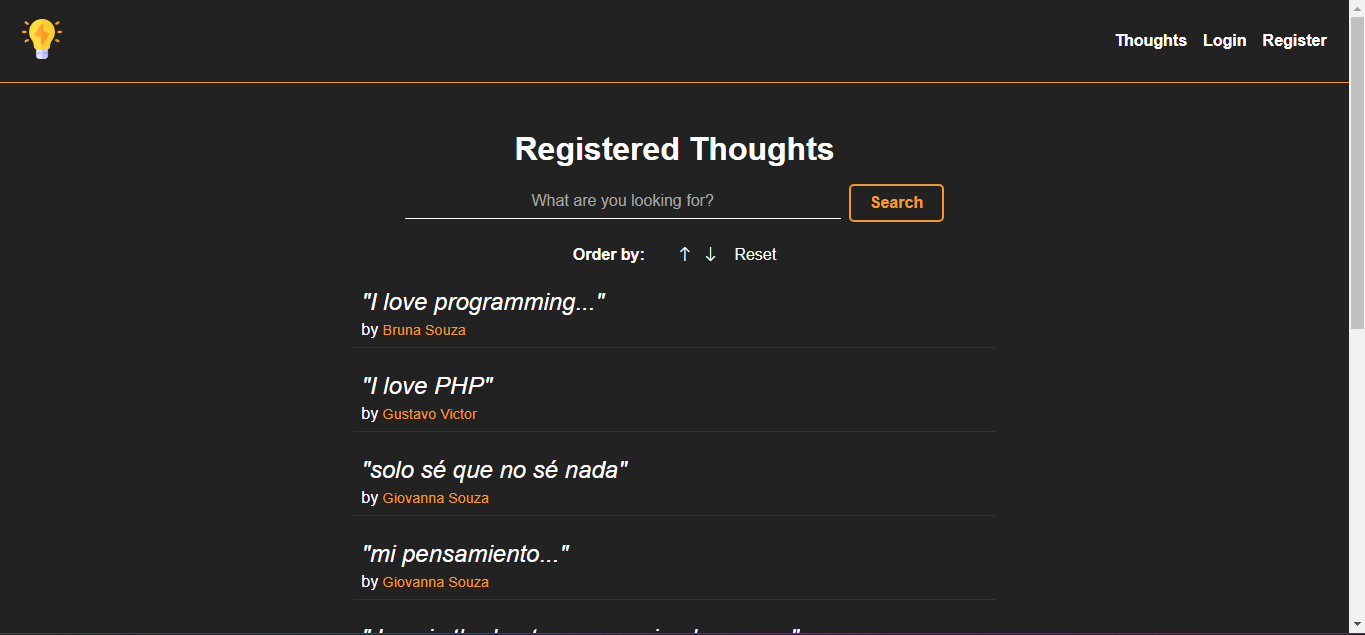 Thoughts Login Register
Registered Thoughts
What are you looking for? Search
Order by: ↑ ↓ Reset
"I love programming..."
by Bruna Souza
"I love PHP"
by Gustavo Victor
"solo sé que no sé nada"
by Giovanna Souza
"mi pensamiento..."
by Giovanna Souza